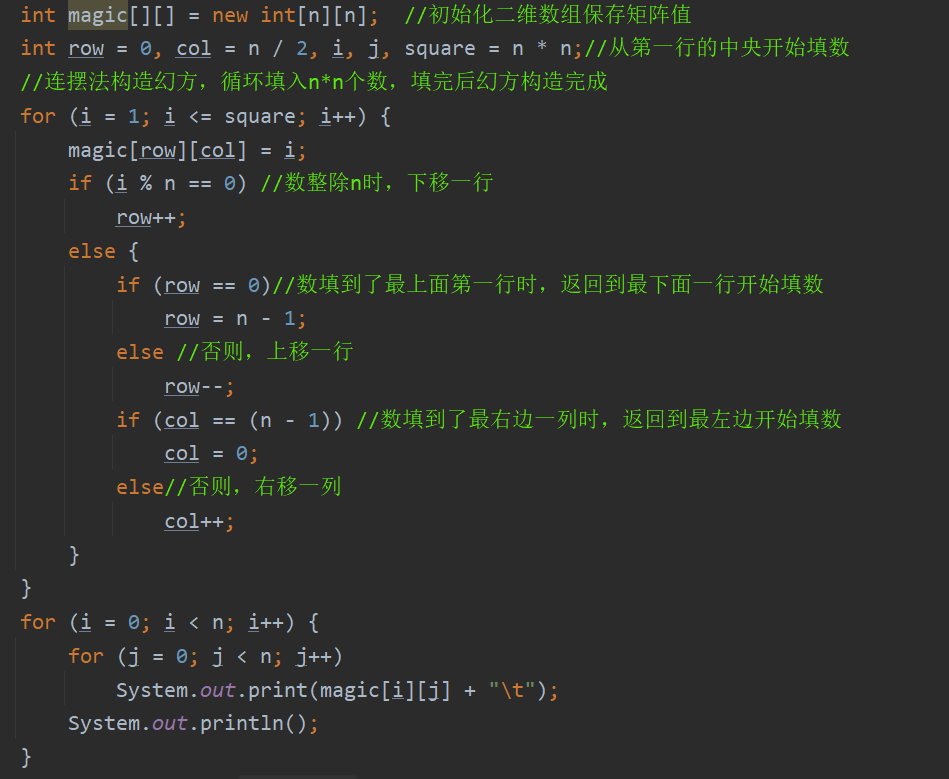 int magic[][] = new int[n][n];  //初始化二维数组保存矩阵值
int row = 0, col = n / 2, i, j, square = n * n;//从第一行的中央开始填数
//连摆法构造幻方，循环填入n*n个数，填完后幻方构造完成
for (i = 1; i <= square; i++) {
    magic[row][col] = i;
    if (i % n == 0) //数整除n时，下移一行
        row++;
    else {
        if (row == 0)//数填到了最上面第一行时，返回到最下面一行开始填数
            row = n - 1;
        else //否则，上移一行
            row--;
        if (col == (n - 1)) //数填到了最右边一列时，返回到最左边开始填数
            col = 0;
        else//否则，右移一列
            col++;
    }
}
for (i = 0; i < n; i++) {
    for (j = 0; j < n; j++)
        System.out.print(magic[i][j] + "\t");
    System.out.println();
}